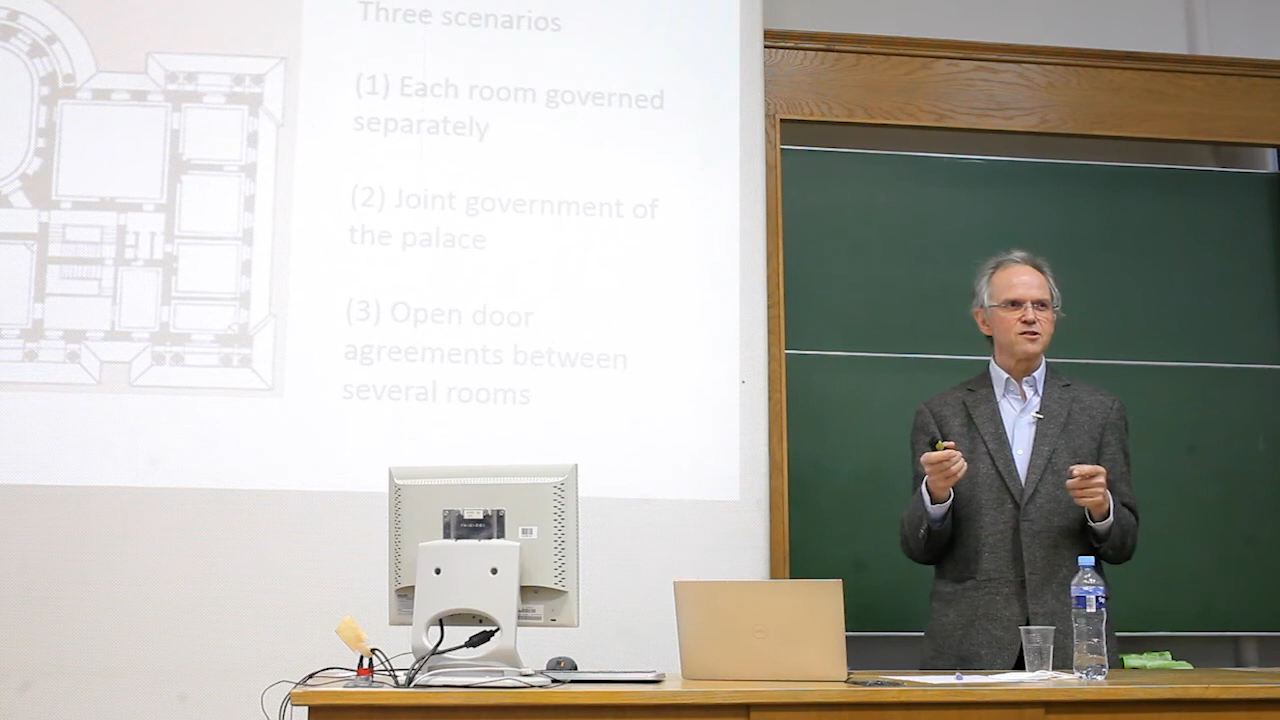 Three scenarios
(1) Each room governed
separately
(2) Joint government of
the palace
(3) Open door
agreements between
several rooms
DELL